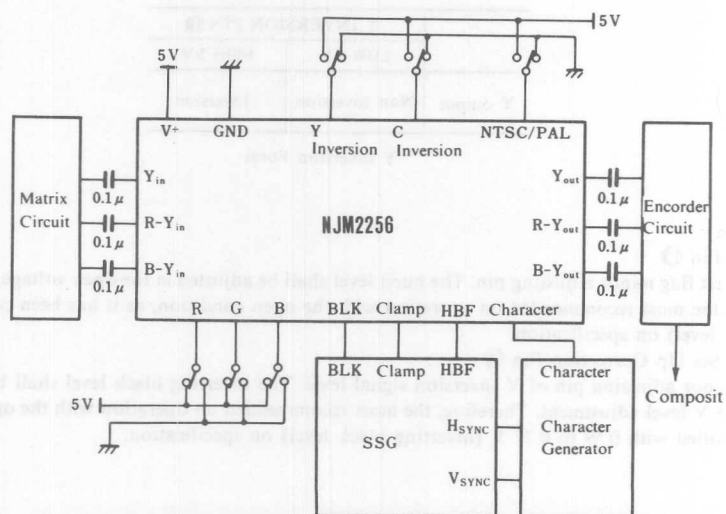 5V
5V
V+ GND Y C NTSC/PAL
Inversion Inversion
Matrix
Circuit
Yin
0.1μ
R-Yin
0.1μ
B-Yin
0.1μ
NJM2256
Yout
0.1μ
R-Yout
0.1μ
B-Yout
0.1μ
Encorder
Circuit
R G B BLK Clamp HBF Character
5V
BLK Clamp HBF
SSG
HSYNC
VSYNC
Character
Character
Generator
Composit